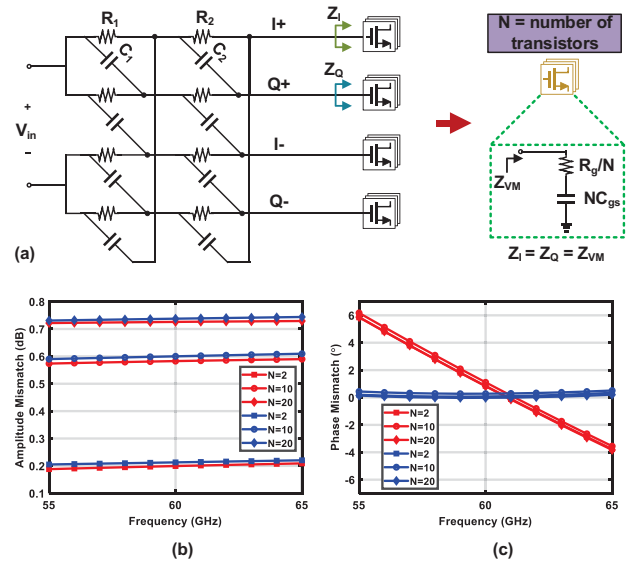 R1
R2
I+
ZI
N = number of
transistors
C1
C2
Q+
ZQ
+
Vin
−
I-
Q-
ZVM
Rg/N
NCgs
ZI = ZQ = ZVM
(a)
0.8
0.7
0.6
0.5
0.4
0.3
0.2
0.1
Amplitude Mismatch (dB)
N=2
N=10
N=20
N=2
N=10
N=20
55
60
65
Frequency (GHz)
(b)
6
4
2
0
-2
-4
-6
Phase Mismatch (°)
N=2
N=10
N=20
N=2
N=10
N=20
55
60
65
Frequency (GHz)
(c)